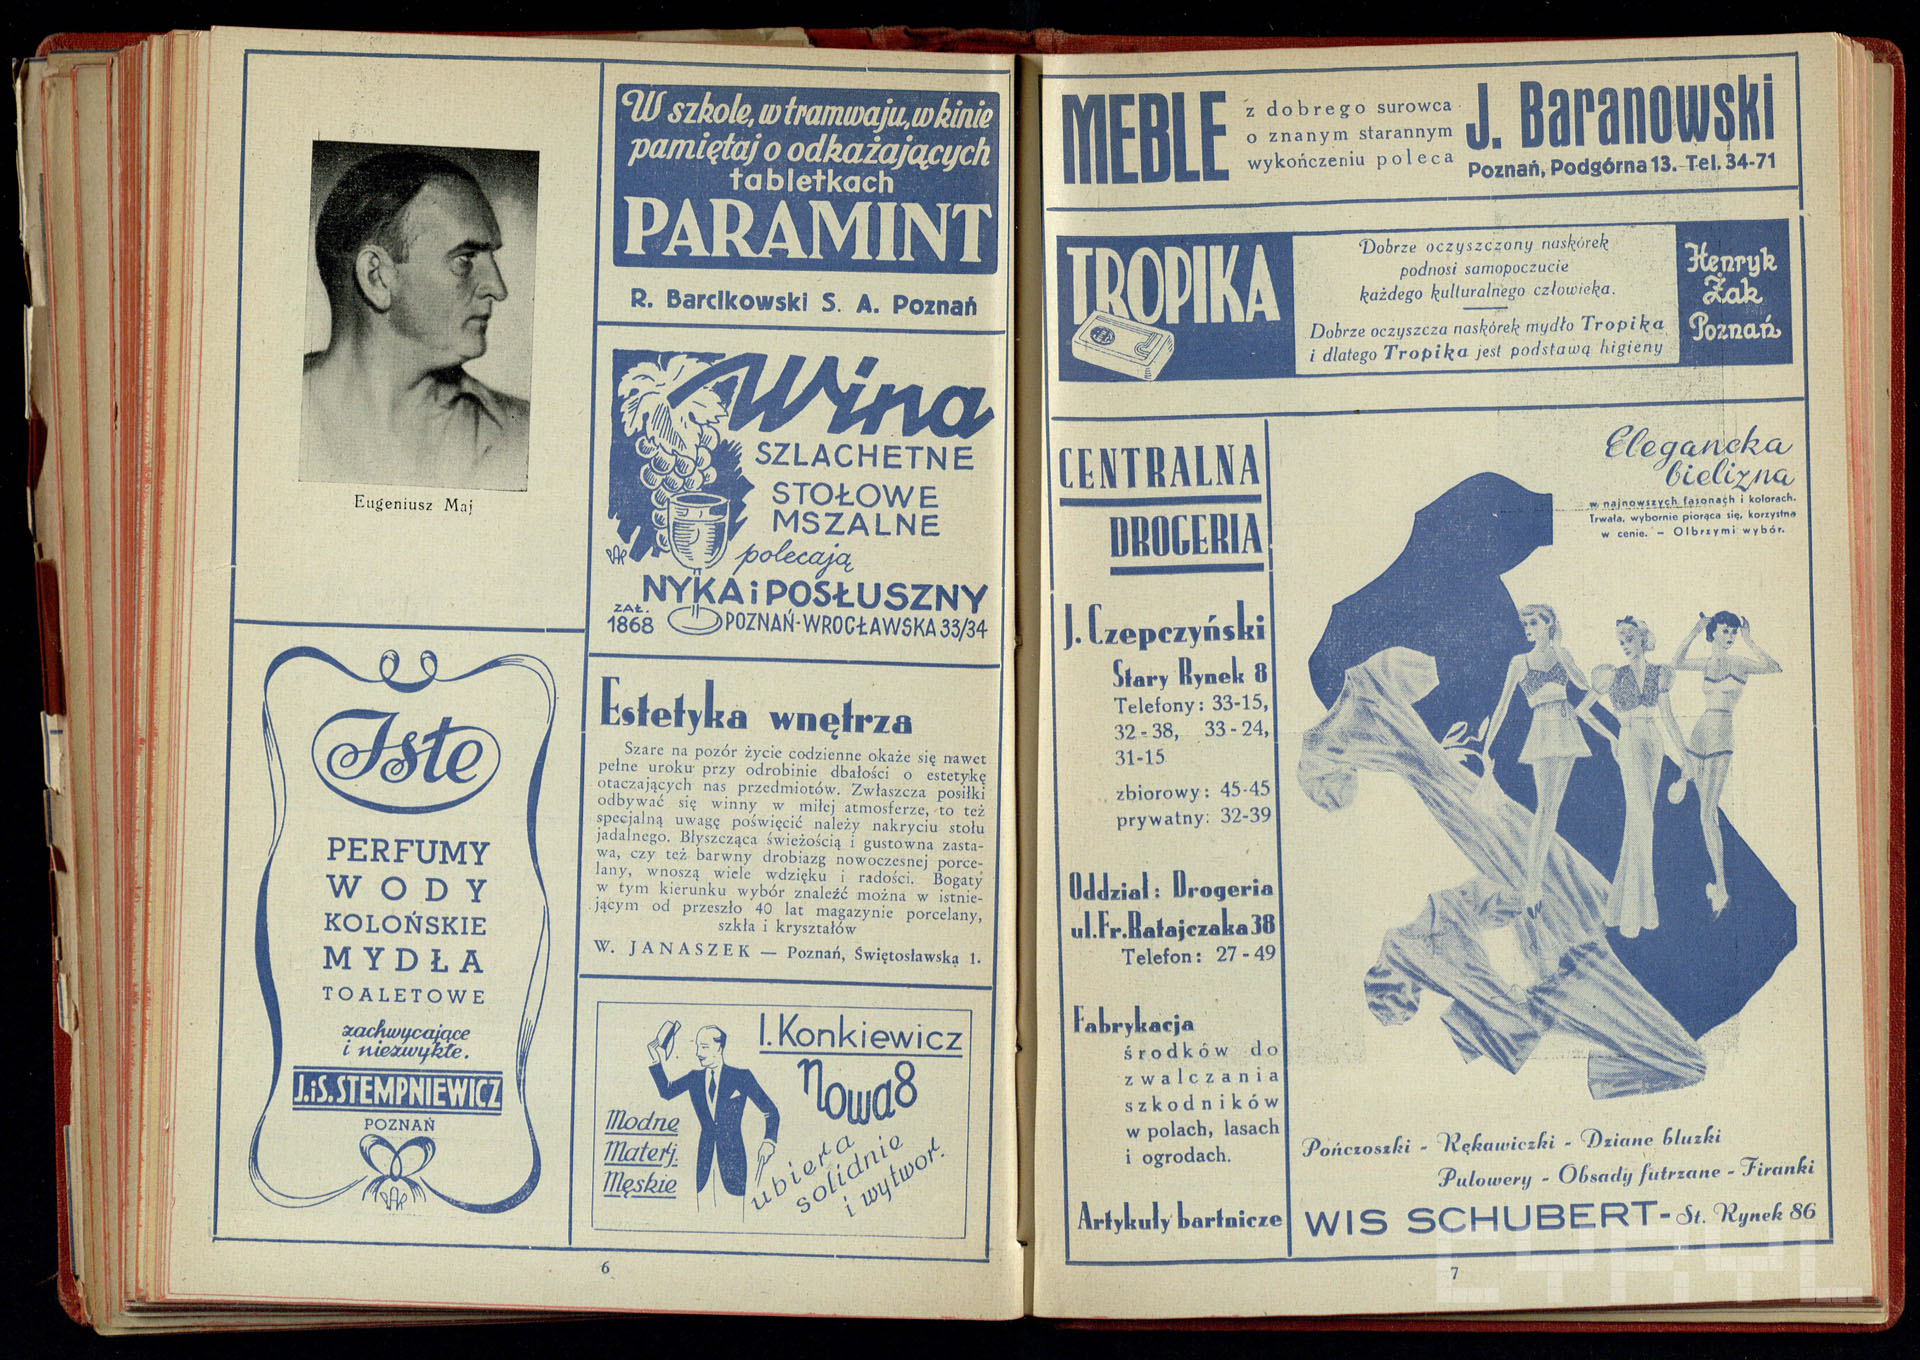 Eugeniusz Maj
Iste
PERFUMY
WODY
KOLOŃSKIE
MYDŁA
TOALETOWE
zachwycające
i niezwykłe.
J.iS.STEMPNIEWICZ
POZNAŃ
W szkole, w tramwaju, w kinie
pamiętaj o odkażających
tabletkach
PARAMINT
R. Barcikowski S. A. Poznań
Wina
SZLACHETNE
STOŁOWE
MSZALNE
polecają
NYKA i POSŁUSZNY
ZAŁ.
1868
POZNAŃ-WROCŁAWSKA 33/34
Estetyka wnętrza
Szare na pozór życie codzienne okaże się nawet
pełne uroku przy odrobinie dbałości o estetykę
otaczających nas przedmiotów. Zwłaszcza posiłki
odbywać się winny w miłej atmosferze, to też
specjalną uwagę poświęcić należy nakryciu stołu
jadalnego. Błyszcząca świeżością i gustowna zasta-
wa, czy też barwny drobiazg nowoczesnej porce-
lany, wnoszą wiele wdzięku i radości. Bogaty
w tym kierunku wybór znaleźć można w istnie-
jącym od przeszło 40 lat magazynie porcelany,
szkła i kryształów
W. JANASZEK — Poznań, Świętosławska 1.
I. Konkiewicz
Nowa 8
Modne
Materj.
Męskie
ubiera
solidnie
i wytwor.
6
MEBLE
z dobrego surowca
o znanym starannym
wykończeniu poleca
J. Baranowski
Poznań, Podgórna 13. Tel. 34-71
TROPIKA
Dobrze oczyszczony naskórek
podnosi samopoczucie
każdego kulturalnego człowieka.
Dobrze oczyszcza naskórek mydło Tropika
i dlatego Tropika jest podstawą higieny
Henryk
Żak
Poznań
CENTRALNA
DROGERIA
J. Czepczyński
Stary Rynek 8
Telefony: 33-15,
32-38, 33-24,
31-15
zbiorowy: 45-45
prywatny: 32-39
Oddział: Drogeria
ul. Fr. Ratajczaka 38
Telefon: 27-49
Fabrykacja
środków do
zwalczania
szkodników
w polach, lasach
i ogrodach.
Artykuły bartnicze
Elegancka
bielizna
w najnowszych fasonach i kolorach.
Trwała, wybornie piorąca się, korzystna
w cenie. - Olbrzymi wybór.
Pończoszki - Rękawiczki - Dziane bluzki
Pulowery - Obsady futrzane - Firanki
WIS SCHUBERT - St. Rynek 86
7